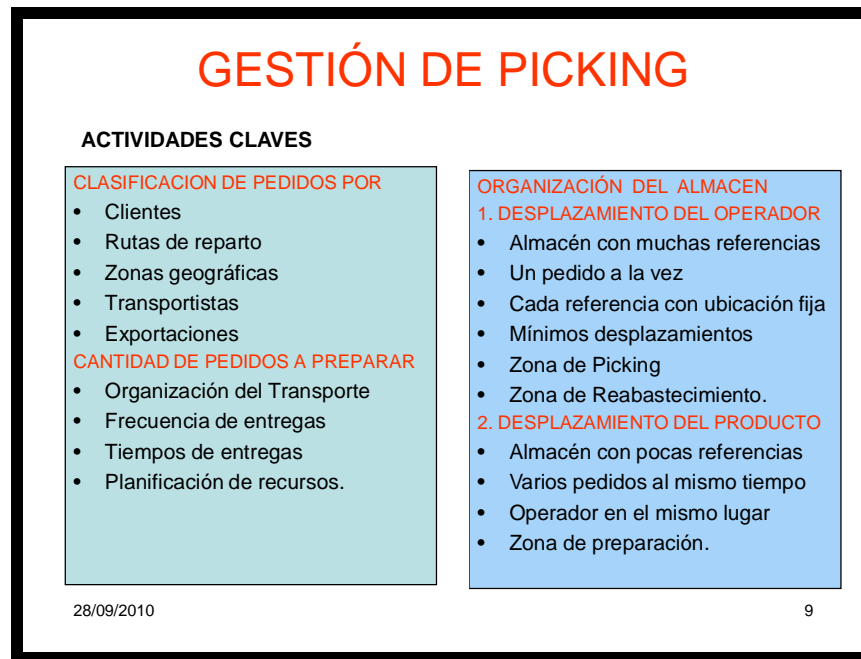 GESTIÓN DE PICKING
ACTIVIDADES CLAVES
CLASIFICACION DE PEDIDOS POR
• Clientes
• Rutas de reparto
• Zonas geográficas
• Transportistas
• Exportaciones
CANTIDAD DE PEDIDOS A PREPARAR
• Organización del Transporte
• Frecuencia de entregas
• Tiempos de entregas
• Planificación de recursos.
ORGANIZACIÓN DEL ALMACEN
1. DESPLAZAMIENTO DEL OPERADOR
• Almacén con muchas referencias
• Un pedido a la vez
• Cada referencia con ubicación fija
• Mínimos desplazamientos
• Zona de Picking
• Zona de Reabastecimiento.
2. DESPLAZAMIENTO DEL PRODUCTO
• Almacén con pocas referencias
• Varios pedidos al mismo tiempo
• Operador en el mismo lugar
• Zona de preparación.
28/09/2010
9